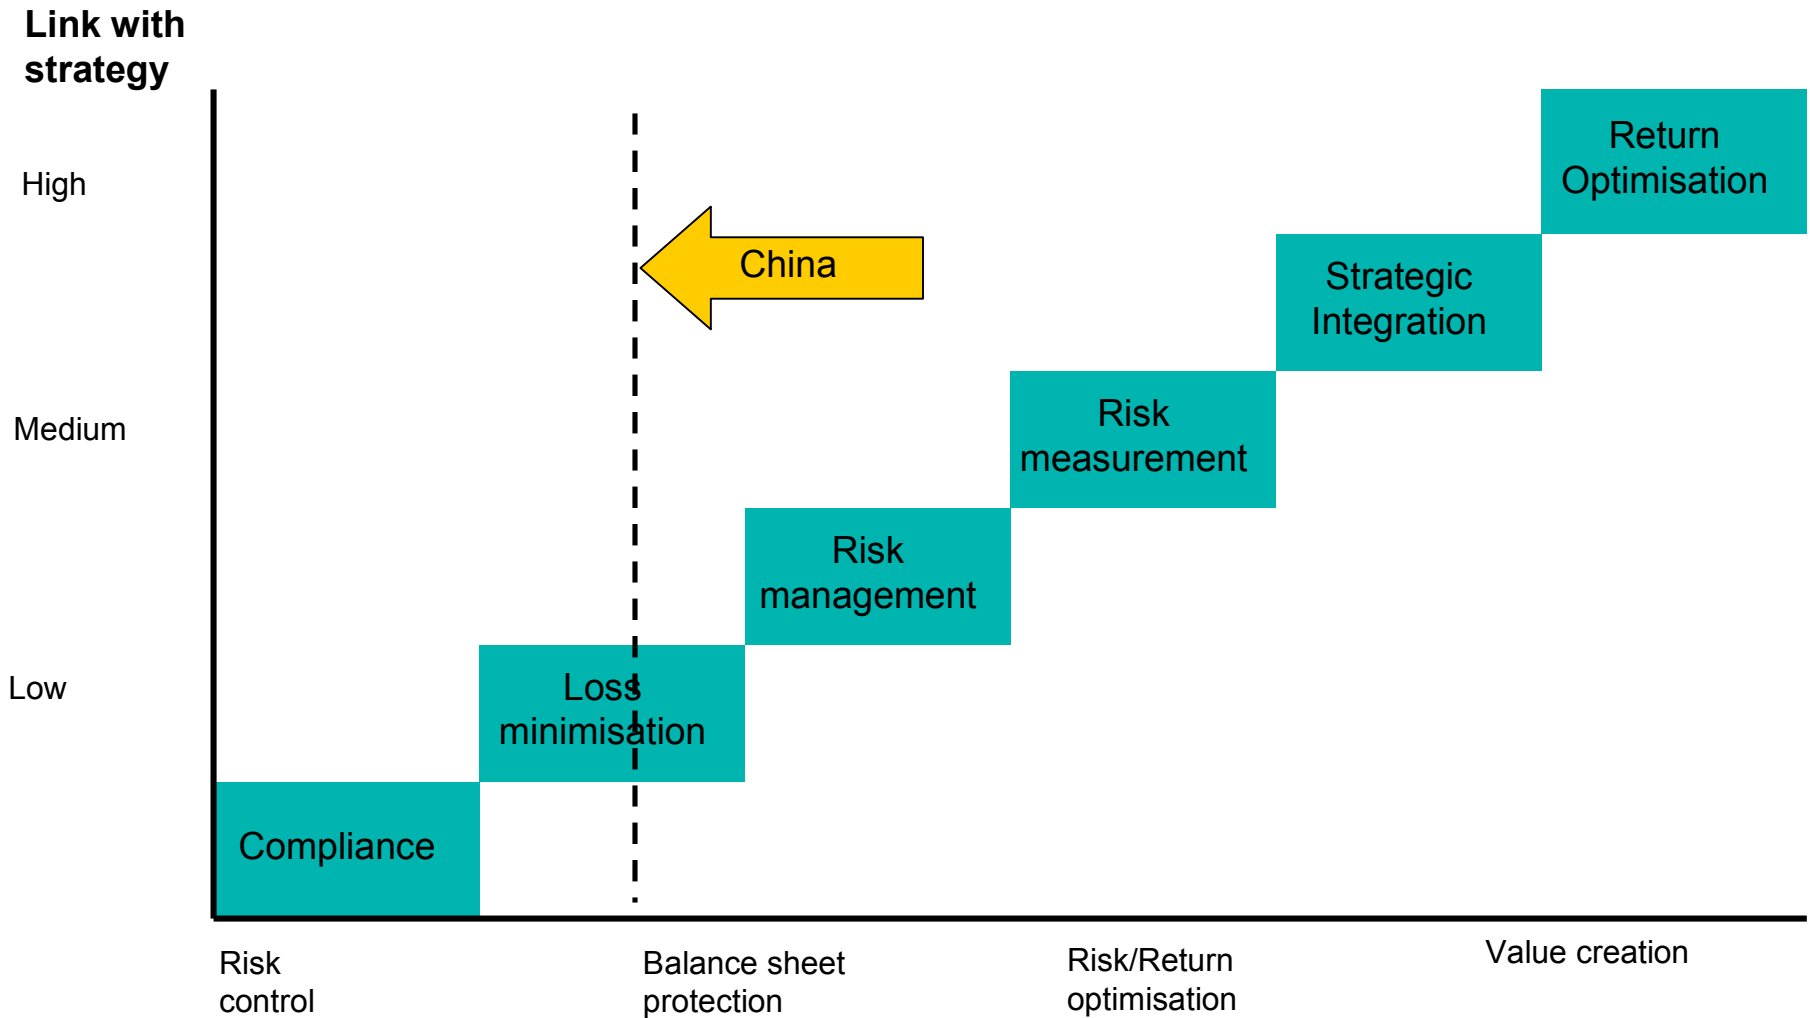 Link with
strategy
High
Medium
Low
Return
Optimisation
China
Strategic
Integration
Risk
measurement
Risk
management
Loss
minimisation
Compliance
Risk
control
Balance sheet
protection
Risk/Return
optimisation
Value creation